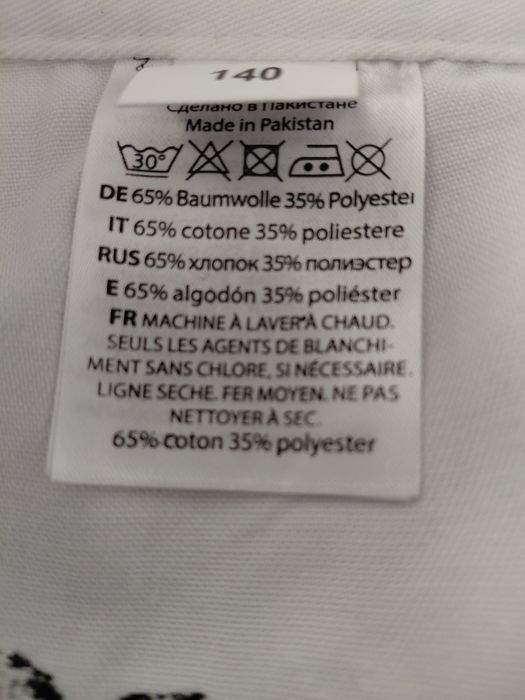 140
Сделано в Пакистане
Made in Pakistan
30°
DE 65% Baumwolle 35% Polyester
IT 65% cotone 35% poliestere
RUS 65% хлопок 35% полиэстер
E 65% algodón 35% poliéster
FR MACHINE À LAVER À CHAUD.
SEULS LES AGENTS DE BLANCHI-
MENT SANS CHLORE, SI NÉCESSAIRE.
LIGNE SECHE. FER MOYEN. NE PAS
NETTOYER À SEC.
65% coton 35% polyester